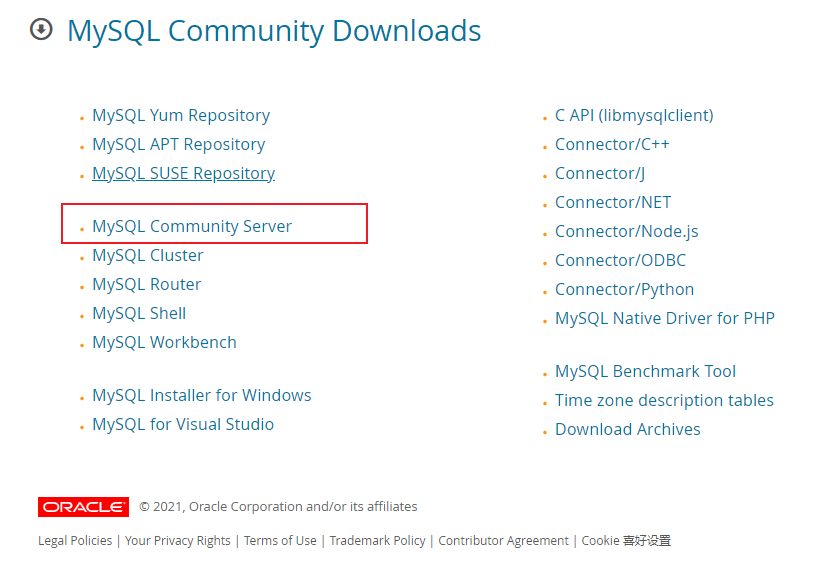 MySQL Community Downloads
MySQL Yum Repository
MySQL APT Repository
MySQL SUSE Repository
MySQL Community Server
MySQL Cluster
MySQL Router
MySQL Shell
MySQL Workbench
MySQL Installer for Windows
MySQL for Visual Studio
C API (libmysqlclient)
Connector/C++
Connector/J
Connector/NET
Connector/Node.js
Connector/ODBC
Connector/Python
MySQL Native Driver for PHP
MySQL Benchmark Tool
Time zone description tables
Download Archives
ORACLE © 2021, Oracle Corporation and/or its affiliates
Legal Policies | Your Privacy Rights | Terms of Use | Trademark Policy | Contributor Agreement | Cookie 喜好设置